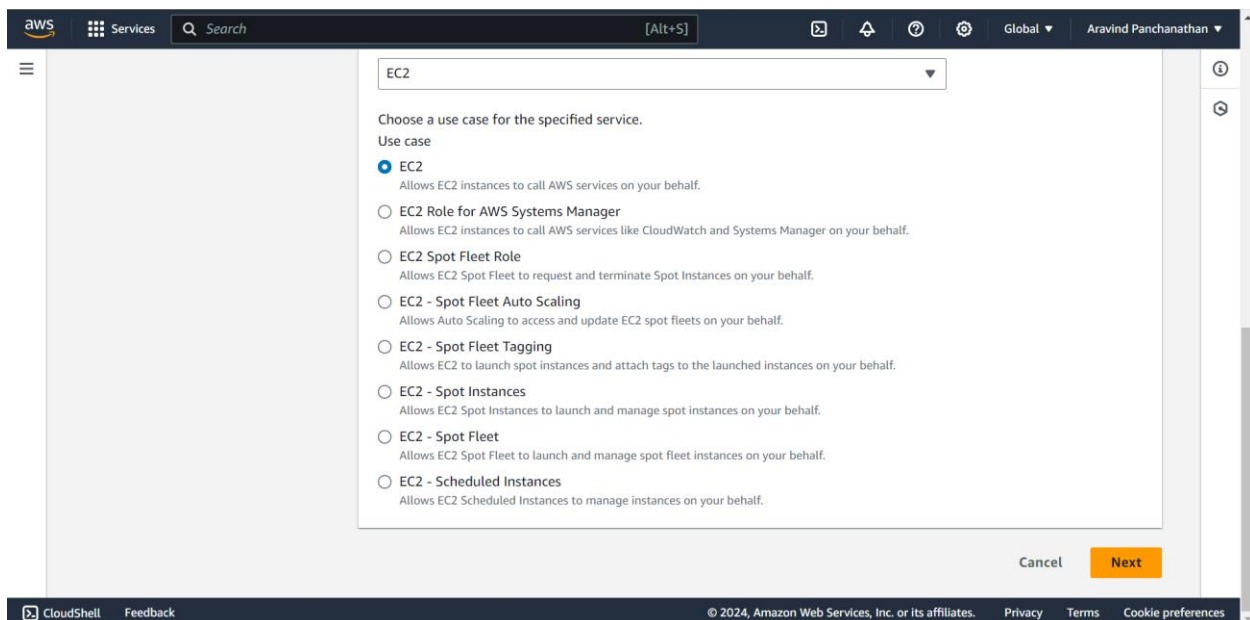 aws
Services
Search
[Alt+S]
Global
Aravind Panchanathan
EC2
Choose a use case for the specified service.
Use case
EC2
Allows EC2 instances to call AWS services on your behalf.
EC2 Role for AWS Systems Manager
Allows EC2 instances to call AWS services like CloudWatch and Systems Manager on your behalf.
EC2 Spot Fleet Role
Allows EC2 Spot Fleet to request and terminate Spot Instances on your behalf.
EC2 - Spot Fleet Auto Scaling
Allows Auto Scaling to access and update EC2 spot fleets on your behalf.
EC2 - Spot Fleet Tagging
Allows EC2 to launch spot instances and attach tags to the launched instances on your behalf.
EC2 - Spot Instances
Allows EC2 Spot Instances to launch and manage spot instances on your behalf.
EC2 - Spot Fleet
Allows EC2 Spot Fleet to launch and manage spot fleet instances on your behalf.
EC2 - Scheduled Instances
Allows EC2 Scheduled Instances to manage instances on your behalf.
Cancel
Next
CloudShell
Feedback
© 2024, Amazon Web Services, Inc. or its affiliates.
Privacy
Terms
Cookie preferences